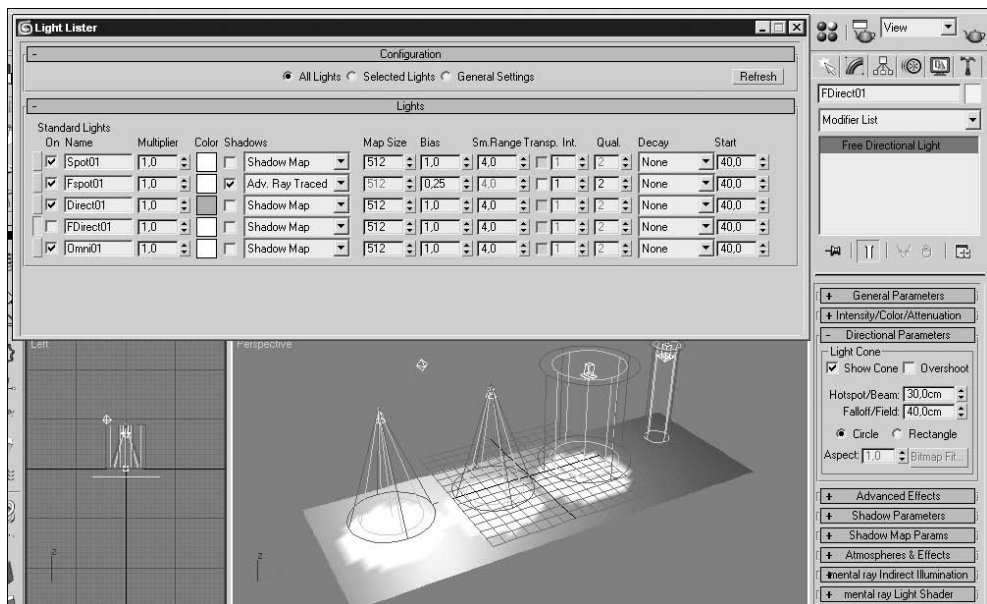 Light Lister
Configuration
All Lights Selected Lights General Settings Refresh
Lights
Standard Lights
On Name Multiplier Color Shadows Map Size Bias Sm.Range Transp. Int. Qual. Decay Start
Spot01 1,0 Shadow Map 512 1,0 4,0 1 2 None 40,0
Fspot01 1,0 Adv. Ray Traced 512 0,25 4,0 1 2 None 40,0
Direct01 1,0 Shadow Map 512 1,0 4,0 1 2 None 40,0
FDirect01 1,0 Shadow Map 512 1,0 4,0 1 2 None 40,0
Omni01 1,0 Shadow Map 512 1,0 4,0 1 2 None 40,0
Left
z
Perspective
z
View
FDirect01
Modifier List
Free Directional Light
+ General Parameters
+ Intensity/Color/Attenuation
- Directional Parameters
Light Cone
Show Cone Overshoot
Hotspot/Beam: 30,0cm
Falloff/Field: 40,0cm
Circle Rectangle
Aspect: 1,0 Bitmap Fit...
+ Advanced Effects
+ Shadow Parameters
+ Shadow Map Params
+ Atmospheres & Effects
+ mental ray Indirect Illumination
+ mental ray Light Shader